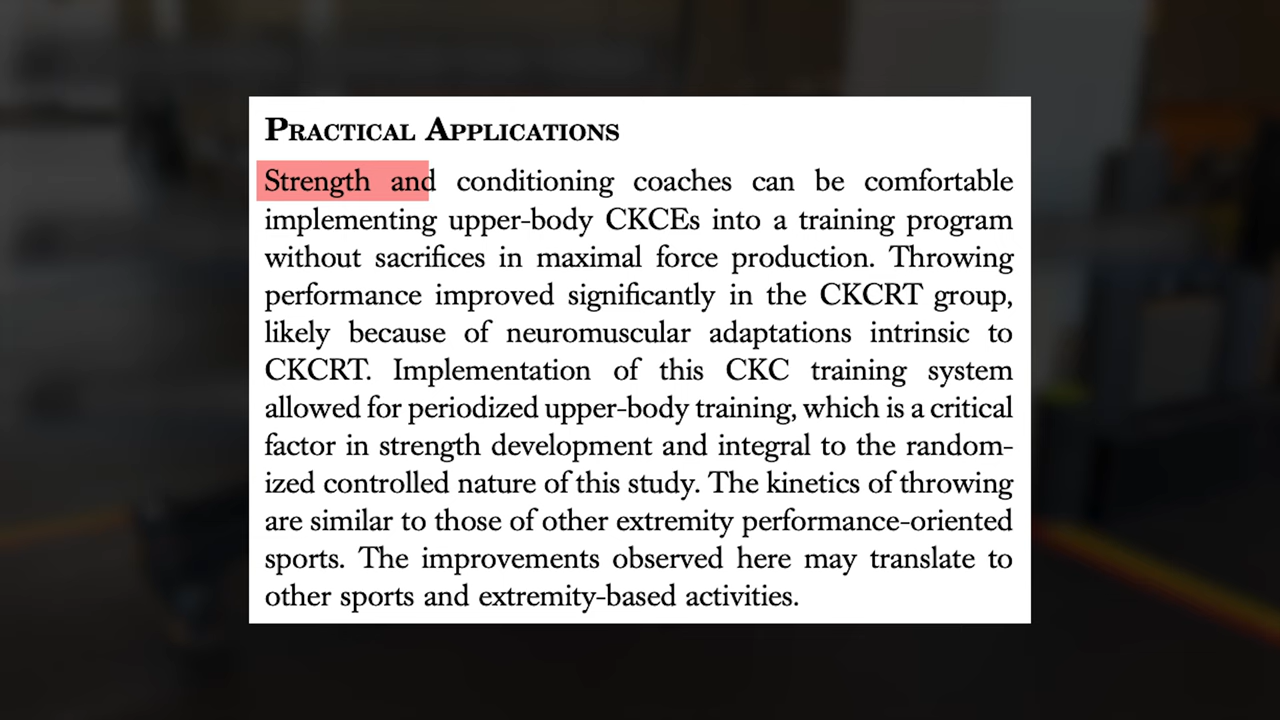 PRACTICAL APPLICATIONS
Strength and conditioning coaches can be comfortable
implementing upper-body CKCEs into a training program
without sacrifices in maximal force production. Throwing
performance improved significantly in the CKCRT group,
likely because of neuromuscular adaptations intrinsic to
CKCRT. Implementation of this CKC training system
allowed for periodized upper-body training, which is a critical
factor in strength development and integral to the random-
ized controlled nature of this study. The kinetics of throwing
are similar to those of other extremity performance-oriented
sports. The improvements observed here may translate to
other sports and extremity-based activities.